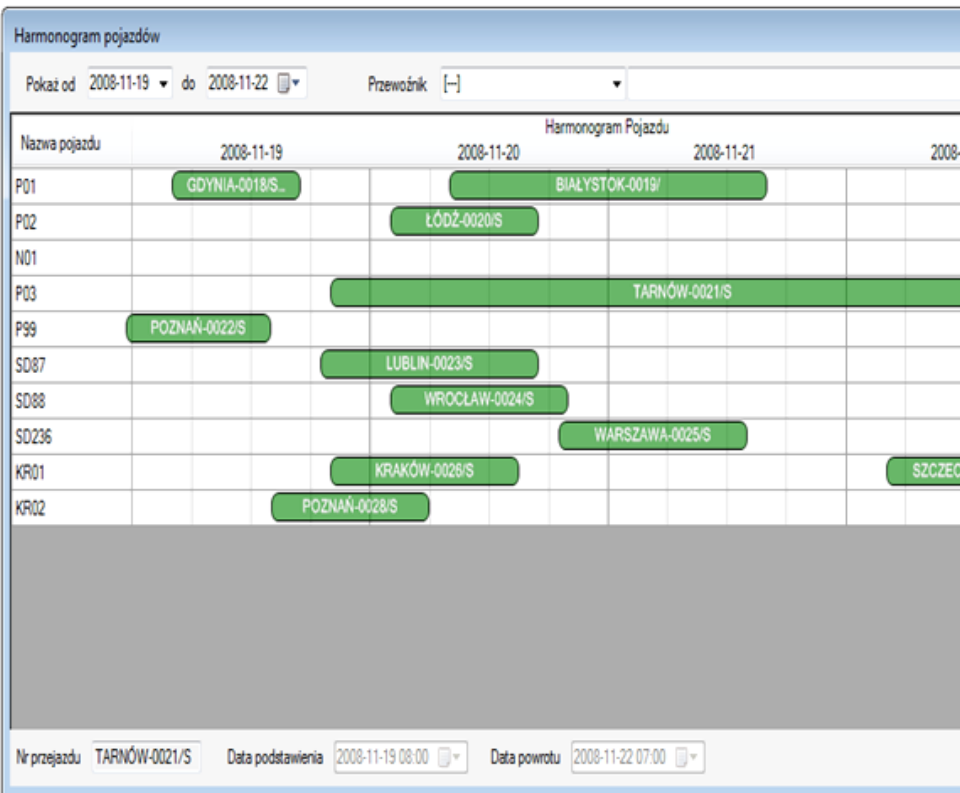 Harmonogram pojazdów
Pokaż od 2008-11-19 do 2008-11-22 Przewoźnik [--]
Harmonogram Pojazdu
Nazwa pojazdu 2008-11-19 2008-11-20 2008-11-21 2008-
P01 GDYNIA-0018/S... BIAŁYSTOK-0019/
P02 ŁÓDŹ-0020/S
N01
P03 TARNÓW-0021/S
P99 POZNAŃ-0022/S
SD87 LUBLIN-0023/S
SD88 WROCŁAW-0024/S
SD236 WARSZAWA-0025/S
KR01 KRAKÓW-0026/S SZCZEC
KR02 POZNAŃ-0028/S
Nr przejazdu TARNÓW-0021/S Data podstawienia 2008-11-19 08:00 Data powrotu 2008-11-22 07:00